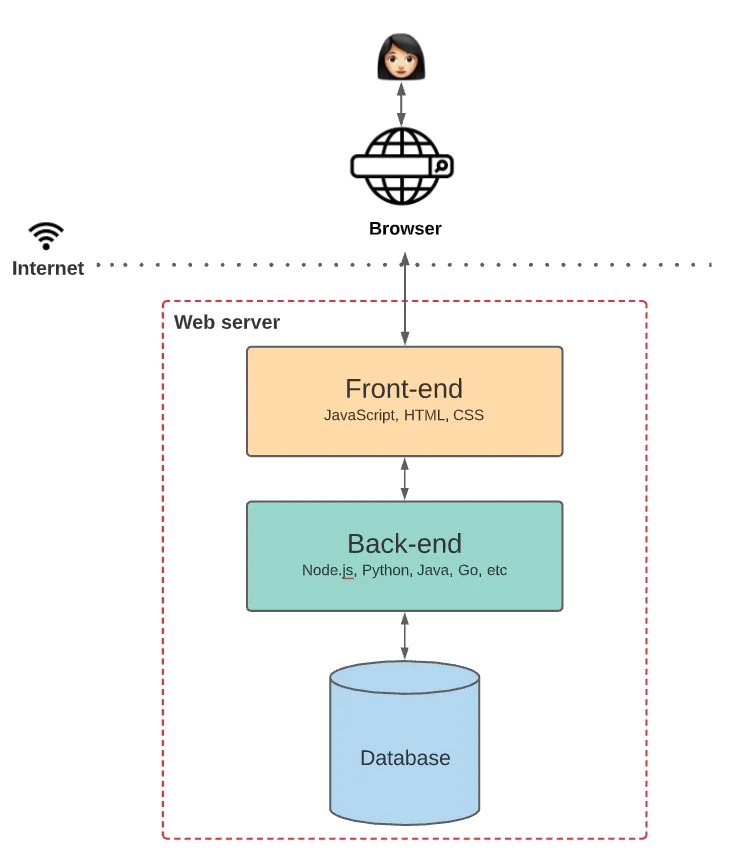 Browser
Internet
Web server
Front-end
JavaScript, HTML, CSS
Back-end
Node.js, Python, Java, Go, etc
Database